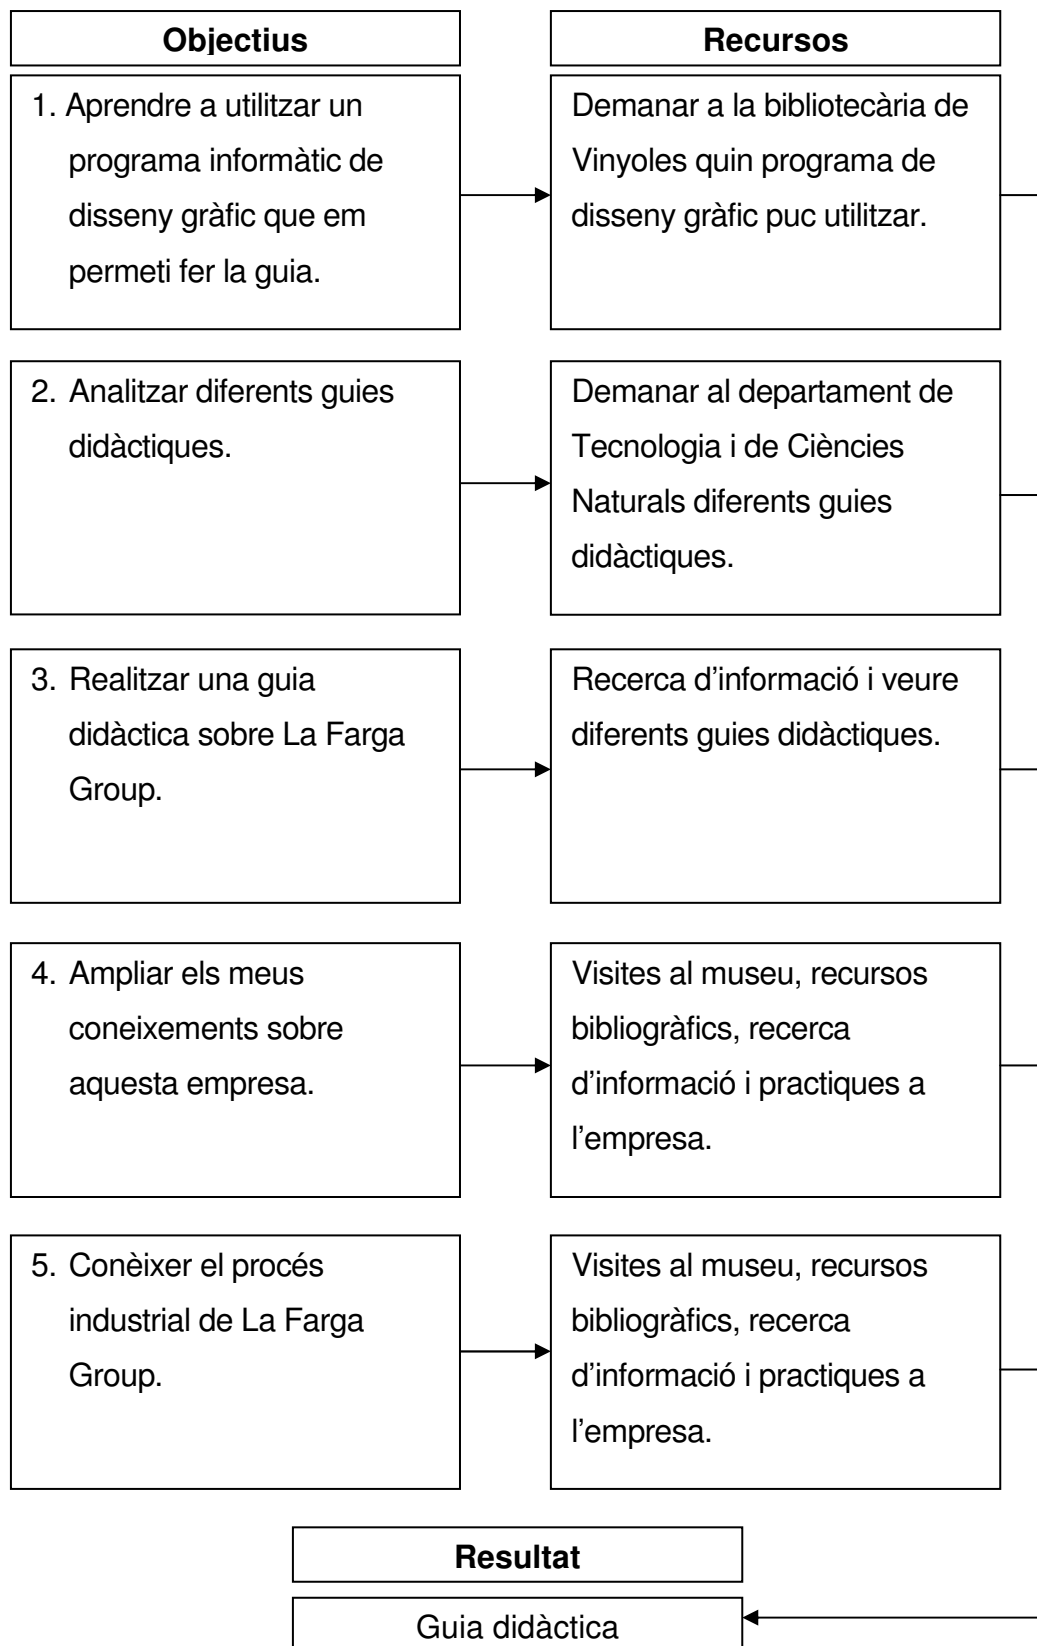 Objectius
Recursos
1. Aprendre a utilitzar un
programa informàtic de
disseny gràfic que em
permeti fer la guia.
Demanar a la bibliotecària de
Vinyoles quin programa de
disseny gràfic puc utilitzar.
2. Analitzar diferents guies
didàctiques.
Demanar al departament de
Tecnologia i de Ciències
Naturals diferents guies
didàctiques.
3. Realitzar una guia
didàctica sobre La Farga
Group.
Recerca d’informació i veure
diferents guies didàctiques.
4. Ampliar els meus
coneixements sobre
aquesta empresa.
Visites al museu, recursos
bibliogràfics, recerca
d’informació i practiques a
l’empresa.
5. Conèixer el procés
industrial de La Farga
Group.
Visites al museu, recursos
bibliogràfics, recerca
d’informació i practiques a
l’empresa.
Resultat
Guia didàctica